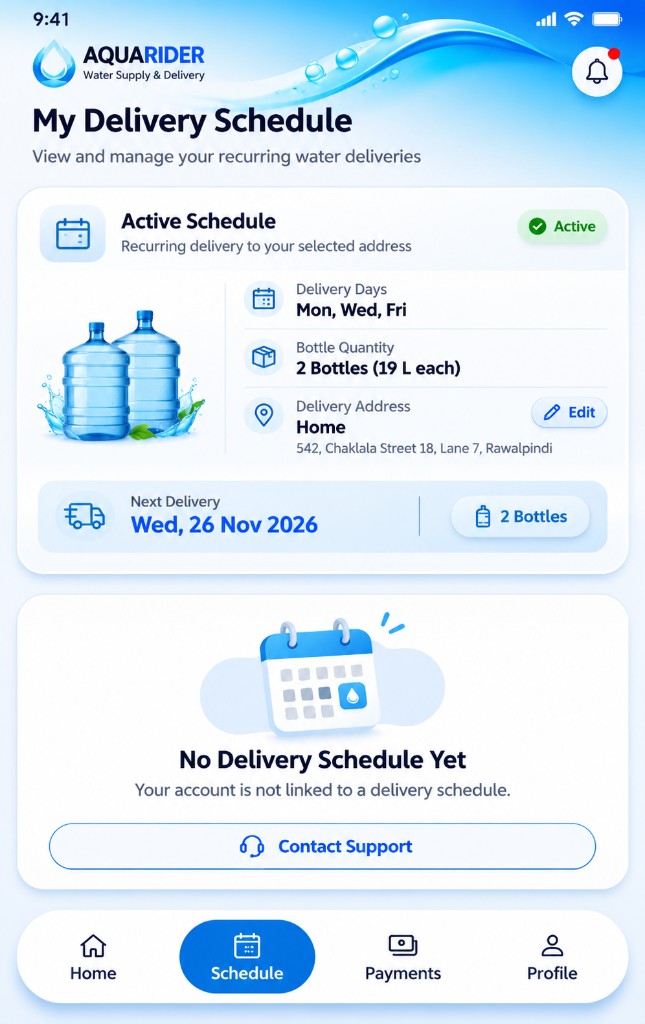 9:41
AQUARIDER
Water Supply & Delivery
My Delivery Schedule
View and manage your recurring water deliveries
Active Schedule
Recurring delivery to your selected address
Active
Delivery Days
Mon, Wed, Fri
Bottle Quantity
2 Bottles (19 L each)
Delivery Address
Home
542, Chaklala Street 18, Lane 7, Rawalpindi
Edit
Next Delivery
Wed, 26 Nov 2026
2 Bottles
No Delivery Schedule Yet
Your account is not linked to a delivery schedule.
Contact Support
Home
Schedule
Payments
Profile